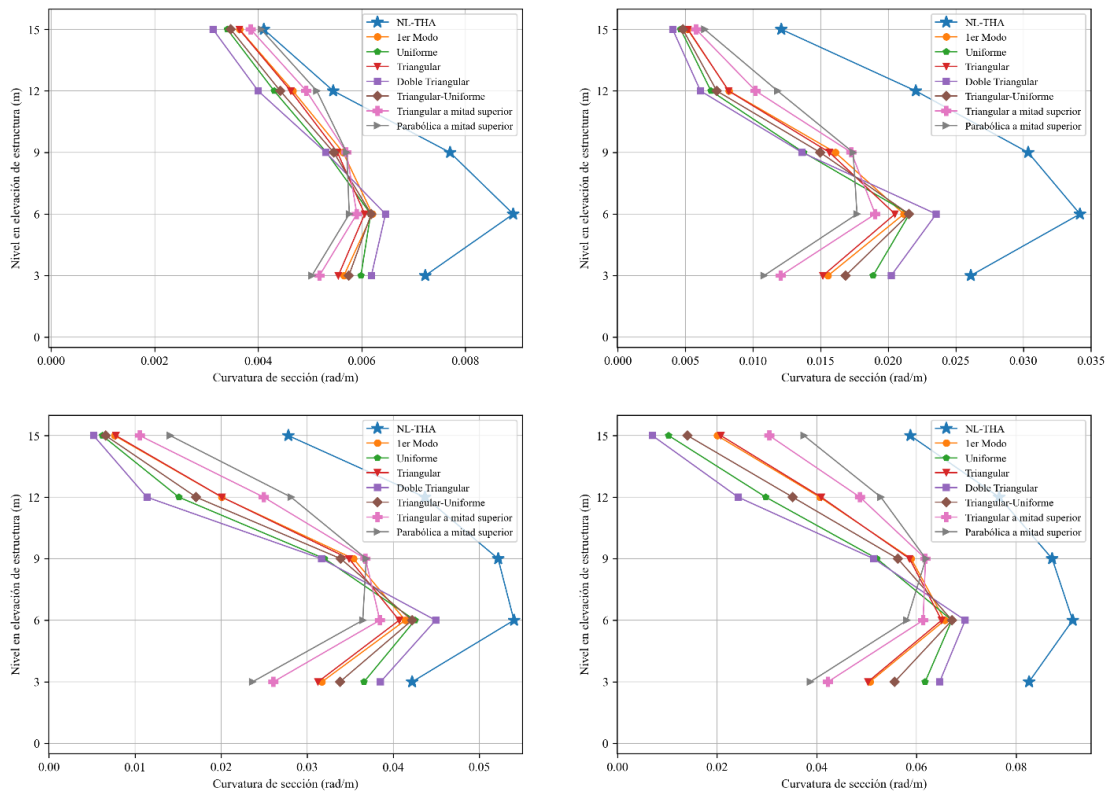 15
12
9
6
3
0
Nivel en elevación de estructura (m)
NL-THA
1er Modo
Uniforme
Triangular
Doble Triangular
Triangular-Uniforme
Triangular a mitad superior
Parabólica a mitad superior
0.000 0.002 0.004 0.006 0.008
Curvatura de sección (rad/m)
15
12
9
6
3
0
Nivel en elevación de estructura (m)
NL-THA
1er Modo
Uniforme
Triangular
Doble Triangular
Triangular-Uniforme
Triangular a mitad superior
Parabólica a mitad superior
0.000 0.005 0.010 0.015 0.020 0.025 0.030 0.035
Curvatura de sección (rad/m)
15
12
9
6
3
0
Nivel en elevación de estructura (m)
NL-THA
1er Modo
Uniforme
Triangular
Doble Triangular
Triangular-Uniforme
Triangular a mitad superior
Parabólica a mitad superior
0.00 0.01 0.02 0.03 0.04 0.05
Curvatura de sección (rad/m)
15
12
9
6
3
0
Nivel en elevación de estructura (m)
NL-THA
1er Modo
Uniforme
Triangular
Doble Triangular
Triangular-Uniforme
Triangular a mitad superior
Parabólica a mitad superior
0.00 0.02 0.04 0.06 0.08
Curvatura de sección (rad/m)